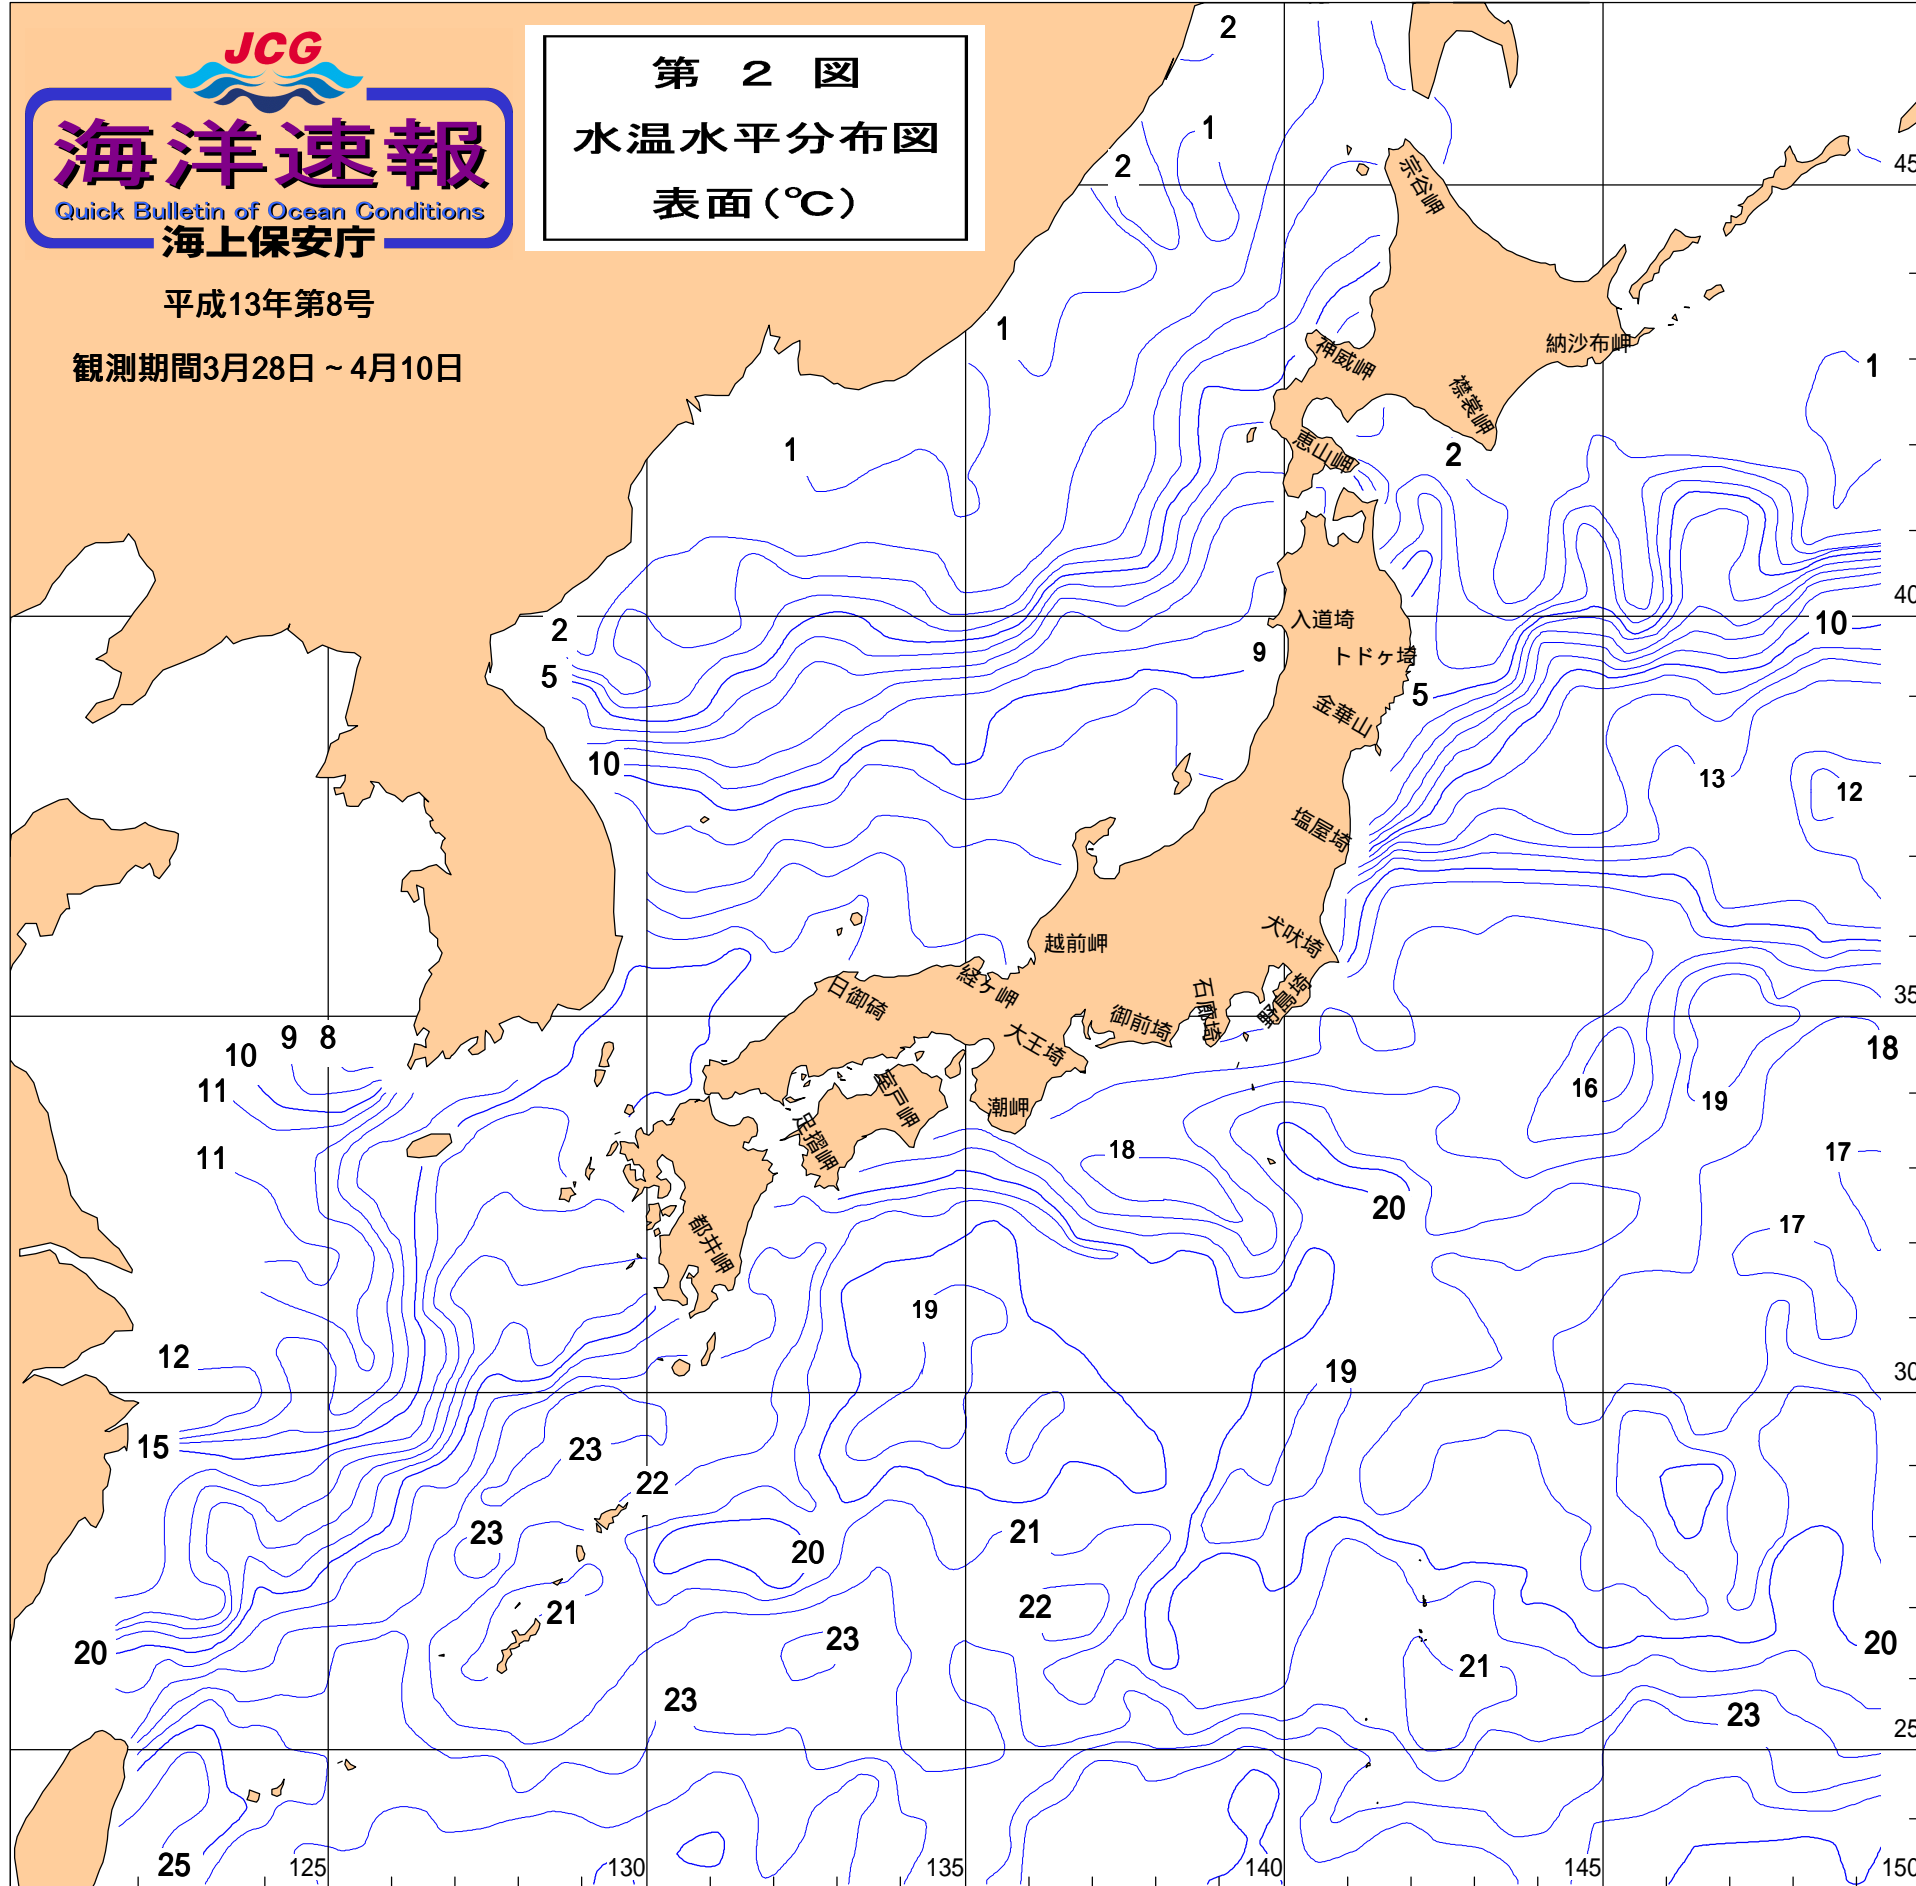 JCG
海洋速報
Quick Bulletin of Ocean Conditions
海上保安庁
平成13年第8号
観測期間3月28日~4月10日
第 2 図
水温水平分布図
表面(℃)
2
1
2
45
宗谷岬
1
納沙布岬
神威岬
1
襟裳岬
1
恵山岬
2
40
2
入道埼
10
9
トドヶ埼
5
5
金華山
10
13
12
塩屋埼
犬吠埼
越前岬
経ヶ岬
日御碕
石廊埼
野島埼
35
御前埼
大王埼
9
8
10
18
11
室戸岬
潮岬
16
19
足摺岬
11
18
17
20
都井岬
17
19
12
19
30
15
23
22
23
21
20
22
21
23
20
20
21
23
23
25
25
125
130
135
140
145
150